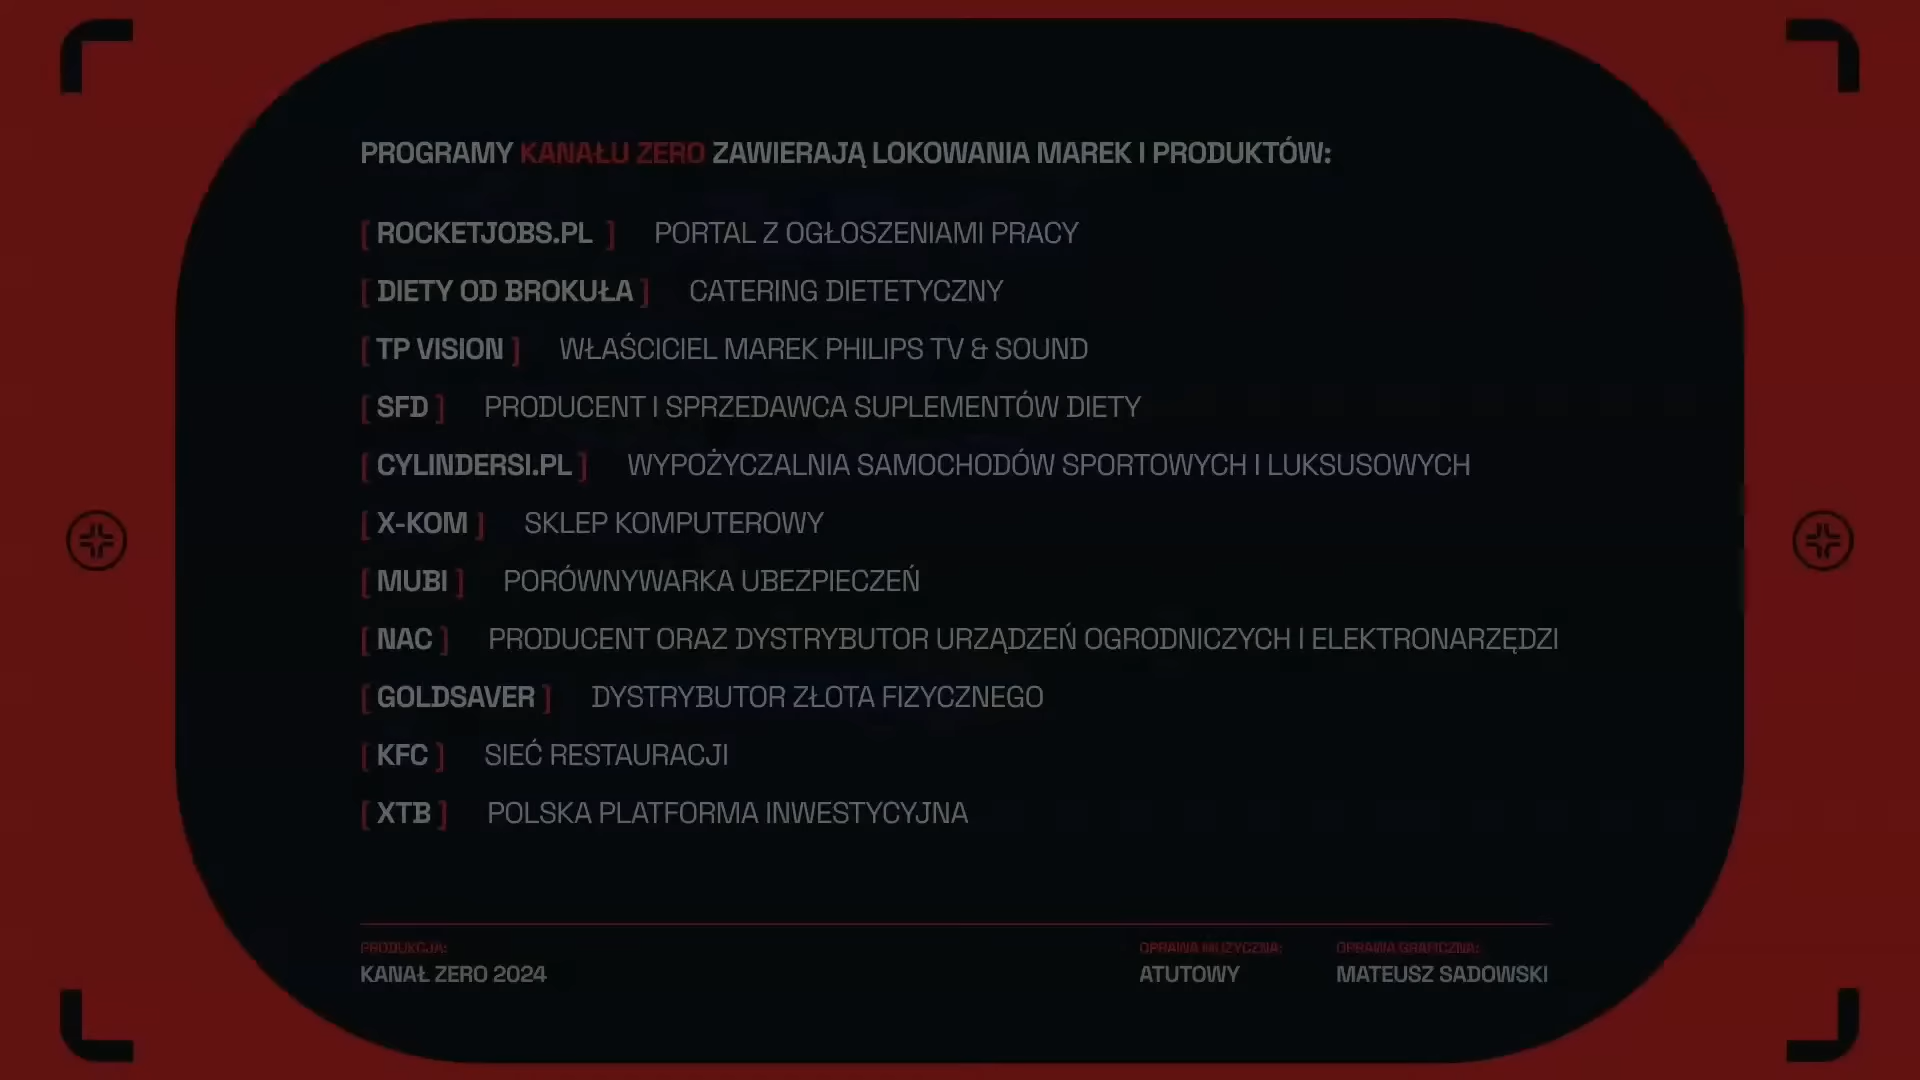 PROGRAMY KANAŁU ZERO ZAWIERAJĄ LOKOWANIA MAREK I PRODUKTÓW:
[ ROCKETJOBS.PL ] PORTAL Z OGŁOSZENIAMI PRACY
[ DIETY OD BROKUŁA ] CATERING DIETETYCZNY
[ TP VISION ] WŁAŚCICIEL MAREK PHILIPS TV & SOUND
[ SFD ] PRODUCENT I SPRZEDAWCA SUPLEMENTÓW DIETY
[ CYLINDERSI.PL ] WYPOŻYCZALNIA SAMOCHODÓW SPORTOWYCH I LUKSUSOWYCH
[ X-KOM ] SKLEP KOMPUTEROWY
[ MUBI ] PORÓWNYWARKA UBEZPIECZEŃ
[ NAC ] PRODUCENT ORAZ DYSTRYBUTOR URZĄDZEŃ OGRODNICZYCH I ELEKTRONARZĘDZI
[ GOLDSAVER ] DYSTRYBUTOR ZŁOTA FIZYCZNEGO
[ KFC ] SIEĆ RESTAURACJI
[ XTB ] POLSKA PLATFORMA INWESTYCYJNA
PRODUKCJA:
KANAŁ ZERO 2024
OPRAWA MUZYCZNA:
ATUTOWY
OPRAWA GRAFICZNA:
MATEUSZ SADOWSKI